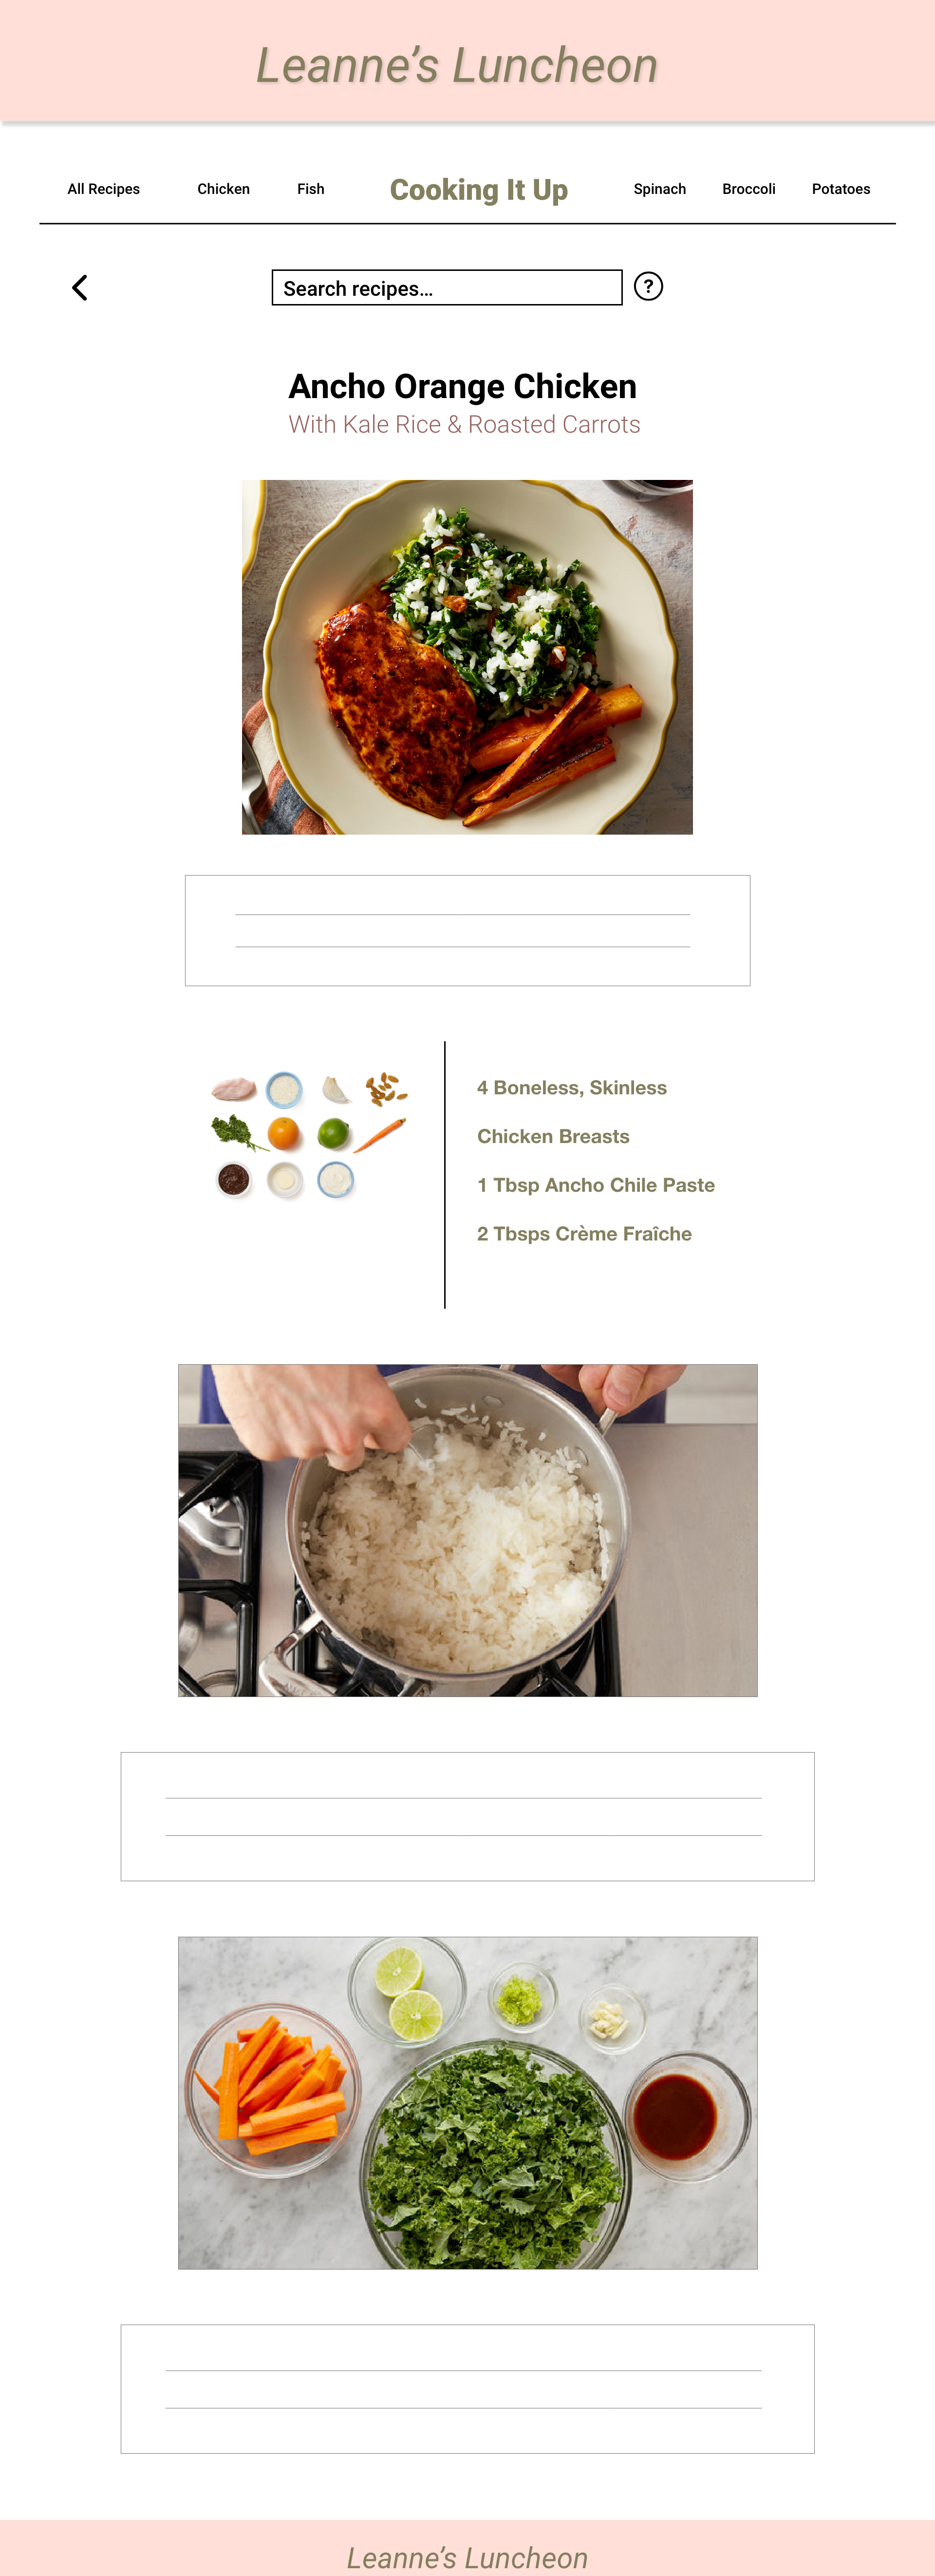 Leanne’s Luncheon
All Recipes Chicken Fish Cooking It Up Spinach Broccoli Potatoes
Search recipes... ?
Ancho Orange Chicken
With Kale Rice & Roasted Carrots
4 Boneless, Skinless
Chicken Breasts
1 Tbsp Ancho Chile Paste
2 Tbsps Crème Fraîche
Leanne’s Luncheon